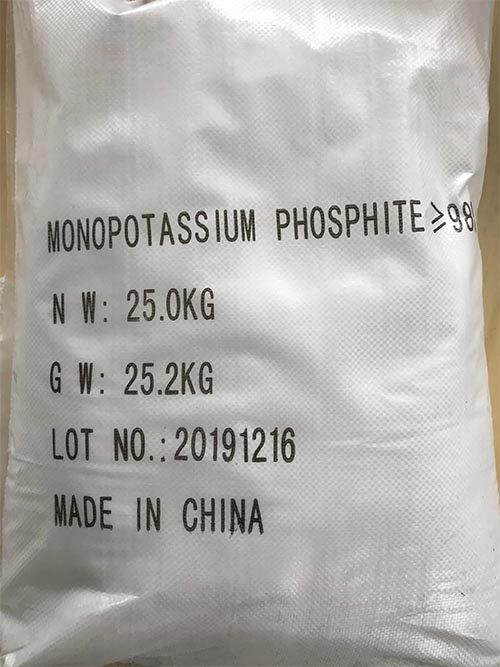 MONOPOTASSIUM PHOSPHITE≥98
N W: 25.0KG
G W: 25.2KG
LOT NO.:20191216
MADE IN CHINA